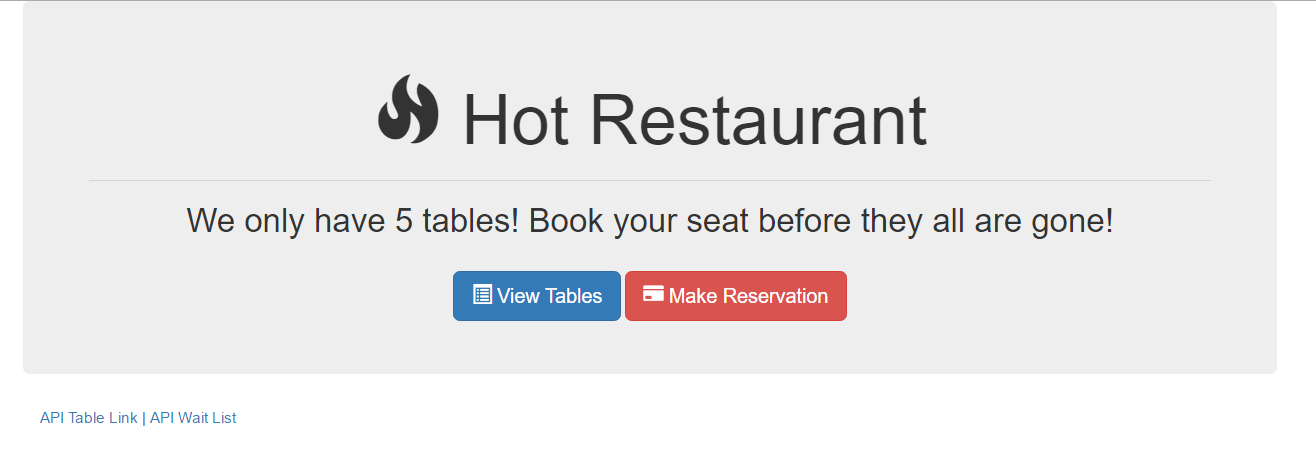 Hot Restaurant
We only have 5 tables! Book your seat before they all are gone!
View Tables Make Reservation
API Table Link | API Wait List